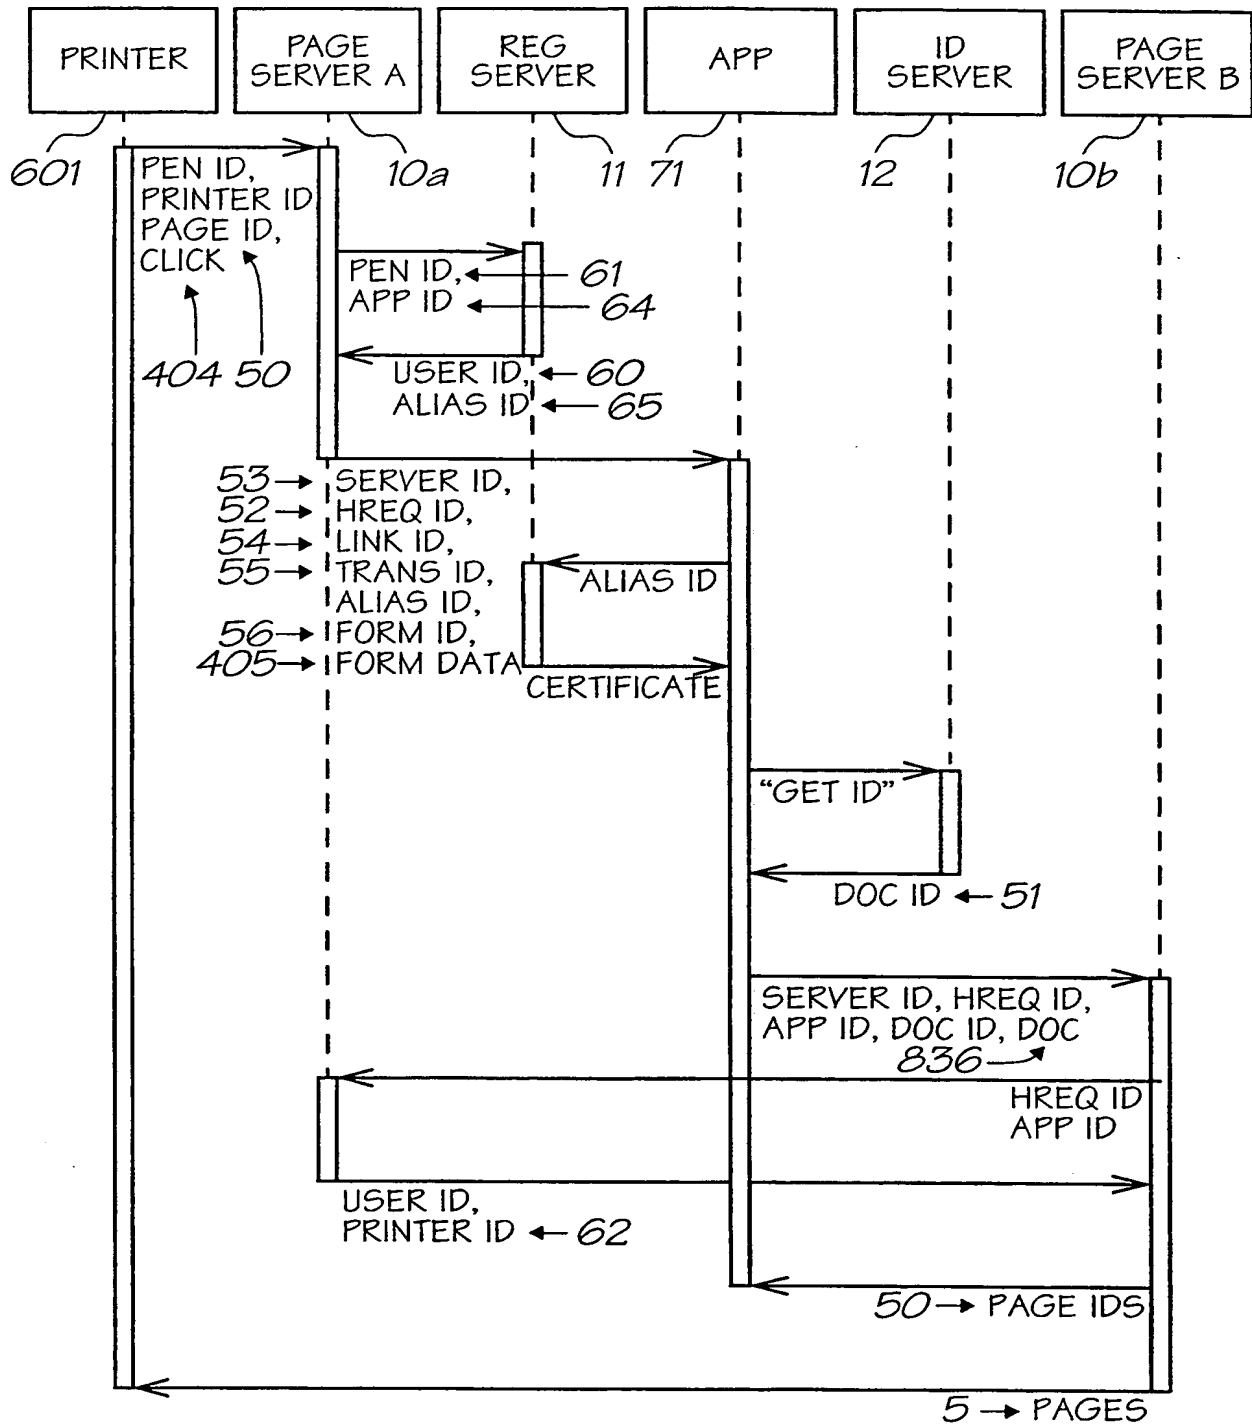 PRINTER
PAGE
SERVER A
REG
SERVER
APP
ID
SERVER
PAGE
SERVER B
601
10a
11
71
12
10b
PEN ID,
PRINTER ID
PAGE ID,
CLICK
404 50
PEN ID, 61
APP ID 64
USER ID, 60
ALIAS ID 65
53 SERVER ID,
52 HREQ ID,
54 LINK ID,
55 TRANS ID,
ALIAS ID,
56 FORM ID,
405 FORM DATA
ALIAS ID
CERTIFICATE
“GET ID”
DOC ID 51
SERVER ID, HREQ ID,
APP ID, DOC ID, DOC
836
HREQ ID
APP ID
USER ID,
PRINTER ID 62
50 PAGE IDS
5 PAGES